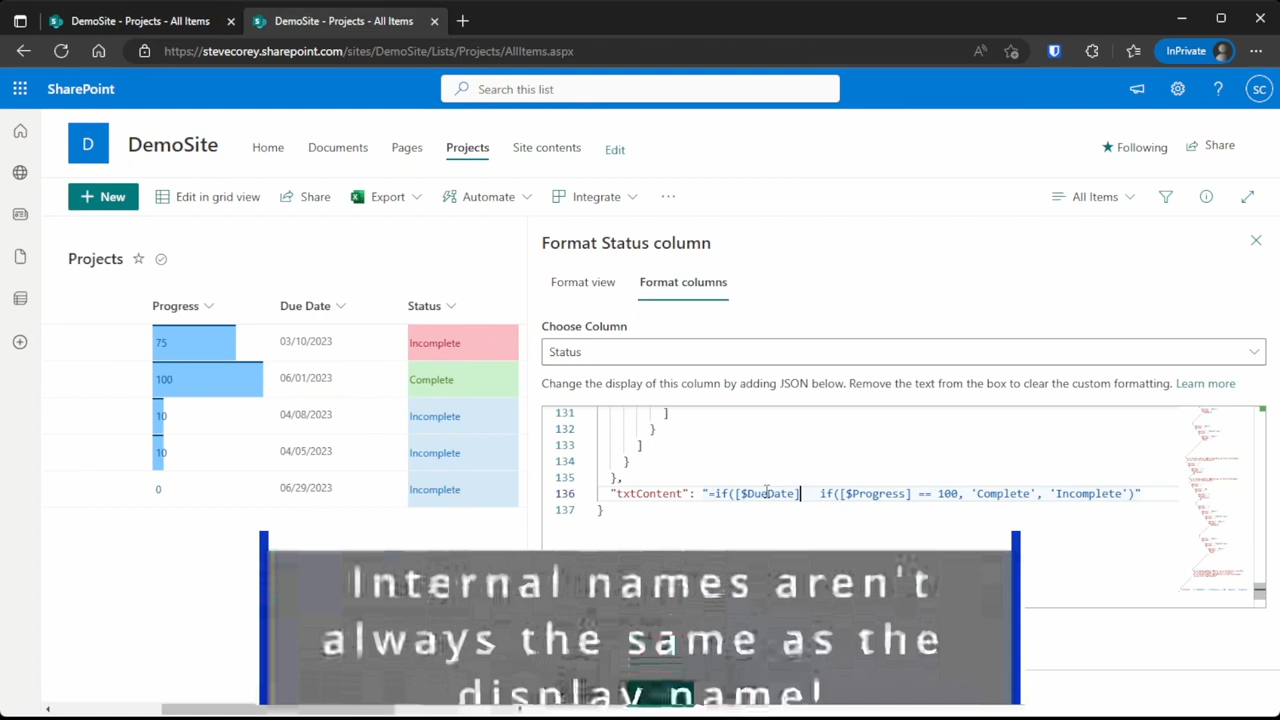 DemoSite - Projects - All Items
DemoSite - Projects - All Items
https://stevecorey.sharepoint.com/sites/DemoSite/Lists/Projects/AllItems.aspx
InPrivate
SharePoint
Search this list
SC
D
DemoSite
Home
Documents
Pages
Projects
Site contents
Edit
Following
Share
New
Edit in grid view
Share
Export
Automate
Integrate
All Items
Projects
Progress
Due Date
Status
75
03/10/2023
Incomplete
100
06/01/2023
Complete
10
04/08/2023
Incomplete
10
04/05/2023
Incomplete
0
06/29/2023
Incomplete
Format Status column
Format view
Format columns
Choose Column
Status
Change the display of this column by adding JSON below. Remove the text from the box to clear the custom formatting. Learn more
131 ]
132 }
133 ]
134 }
135 },
136 "txtContent": "=if([$DueDate] if([$Progress] == 100, 'Complete', 'Incomplete')"
137 }
Internal names aren't
always the same as the
display name!